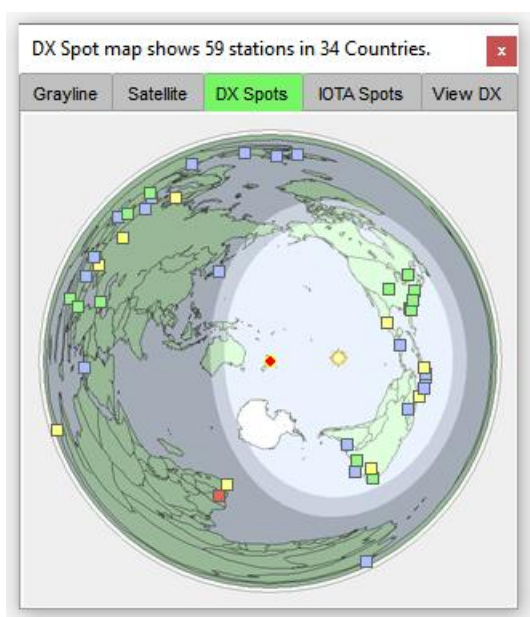 DX Spot map shows 59 stations in 34 Countries.
x
Grayline Satellite DX Spots IOTA Spots View DX